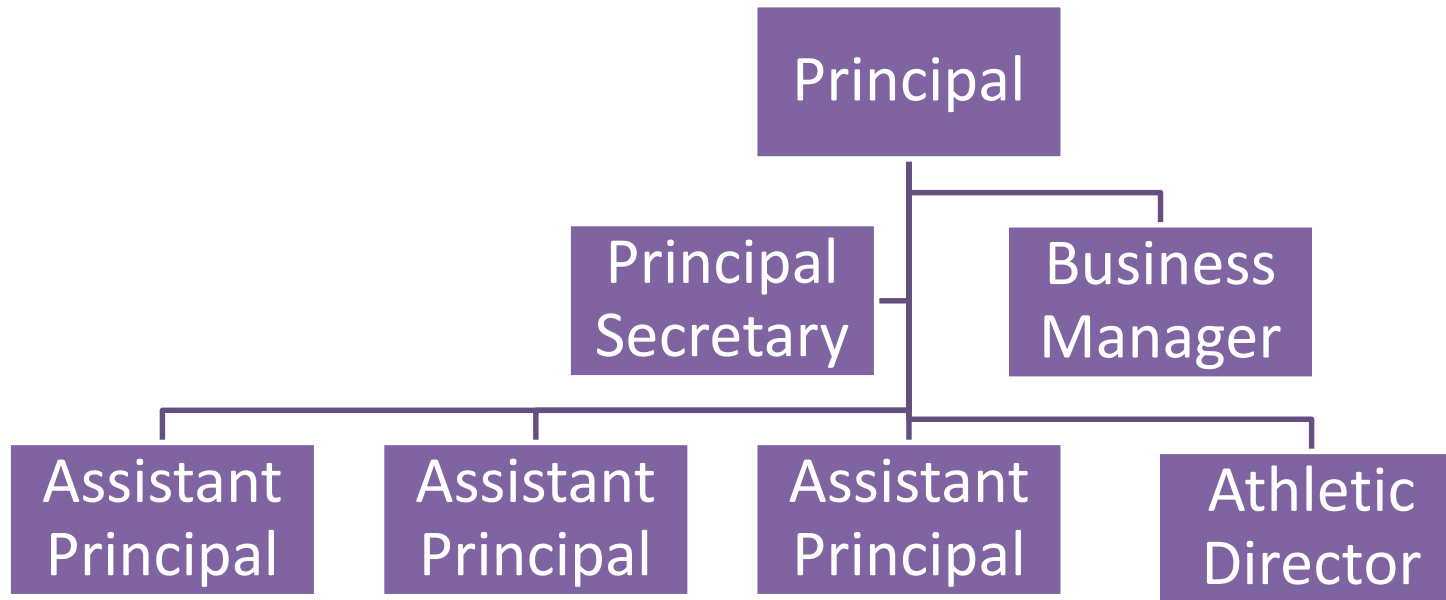 Principal
Principal
Secretary
Business
Manager
Assistant
Principal
Assistant
Principal
Assistant
Principal
Athletic
Director